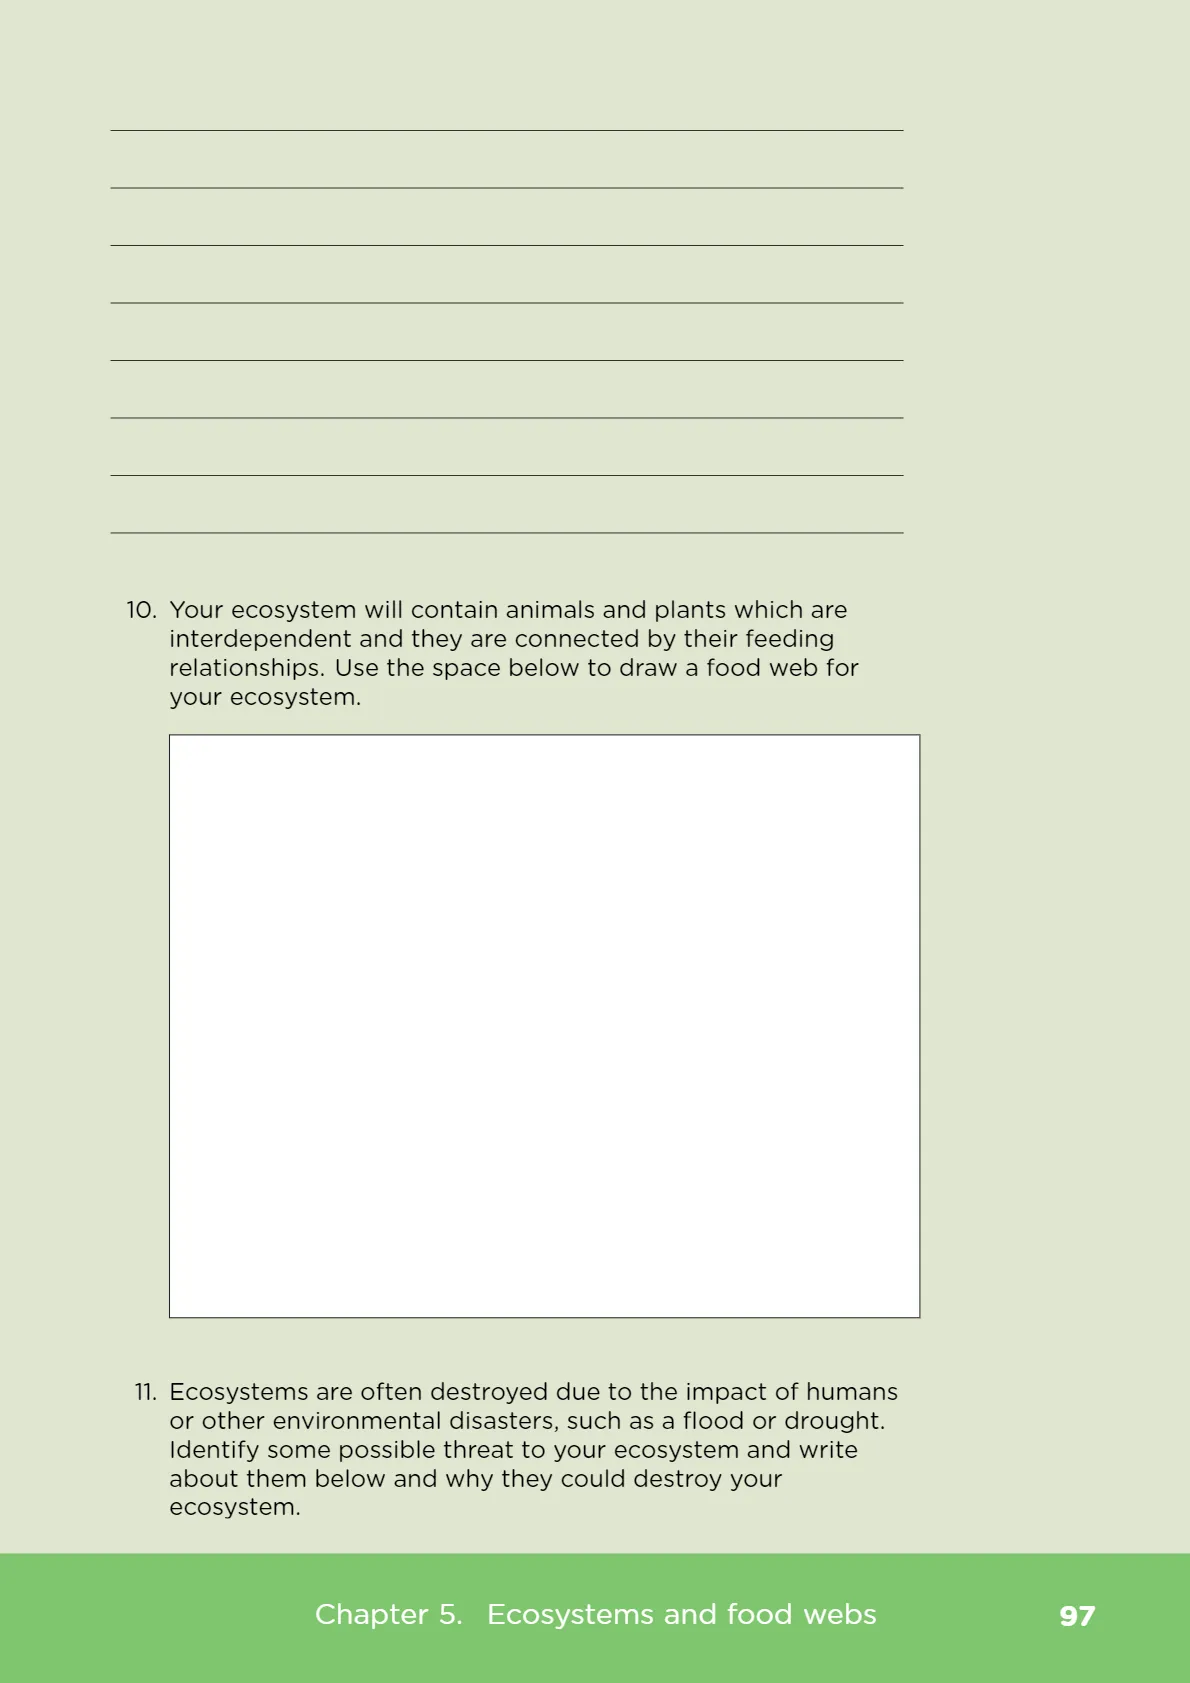 10. Your ecosystem will contain animals and plants which are
interdependent and they are connected by their feeding
relationships. Use the space below to draw a food web for
your ecosystem.
11. Ecosystems are often destroyed due to the impact of humans
or other environmental disasters, such as a flood or drought.
Identify some possible threat to your ecosystem and write
about them below and why they could destroy your
ecosystem.
Chapter 5. Ecosystems and food webs 97